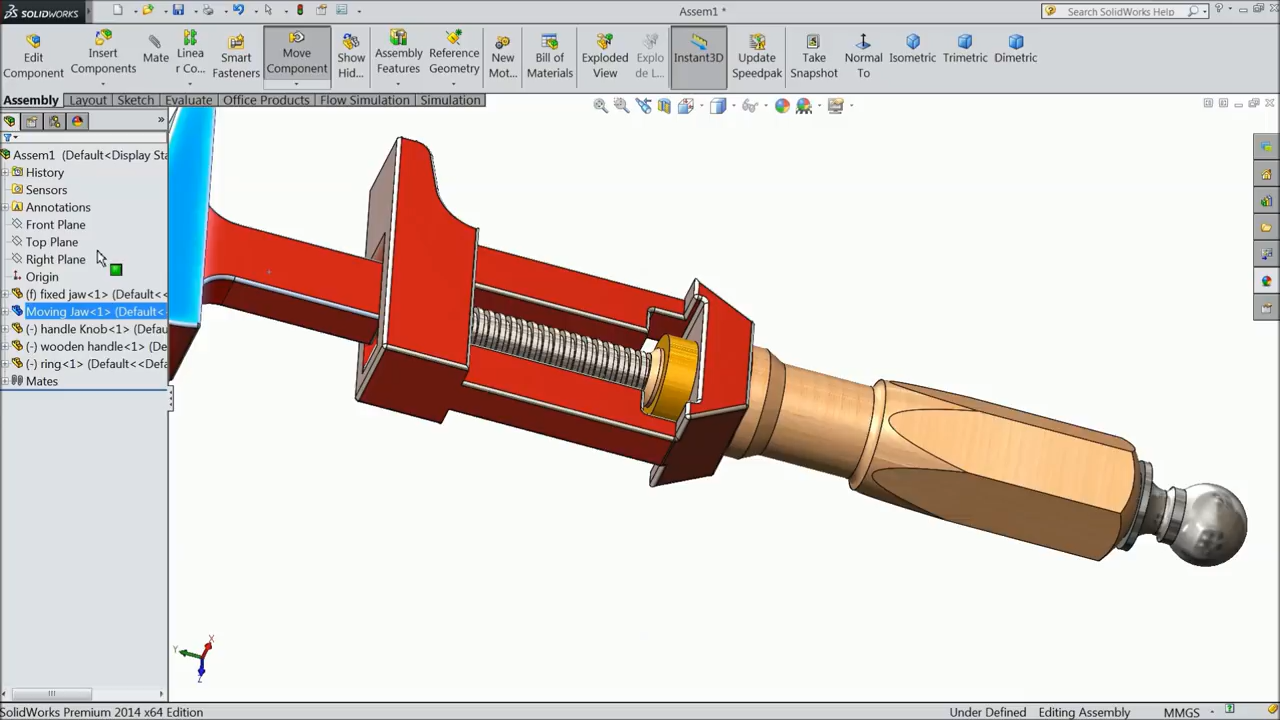 SOLIDWORKS
Assem1 *
Search SolidWorks Help
Edit Component
Insert Components
Mate
Linea r Co...
Smart Fasteners
Move Component
Show Hid...
Assembly Features
Reference Geometry
New Mot...
Bill of Materials
Exploded View
Explo de L...
Instant3D
Update Speedpak
Take Snapshot
Normal To
Isometric
Trimetric
Dimetric
Assembly Layout Sketch Evaluate Office Products Flow Simulation Simulation
Assem1 (Default<Display Sta
History
Sensors
Annotations
Front Plane
Top Plane
Right Plane
Origin
(f) fixed jaw<1> (Default<<
Moving Jaw<1> (Default<
(-) handle Knob<1> (Defau
(-) wooden handle<1> (De
(-) ring<1> (Default<<Defa
Mates
X
Y
Z
SolidWorks Premium 2014 x64 Edition
Under Defined
Editing Assembly
MMGS